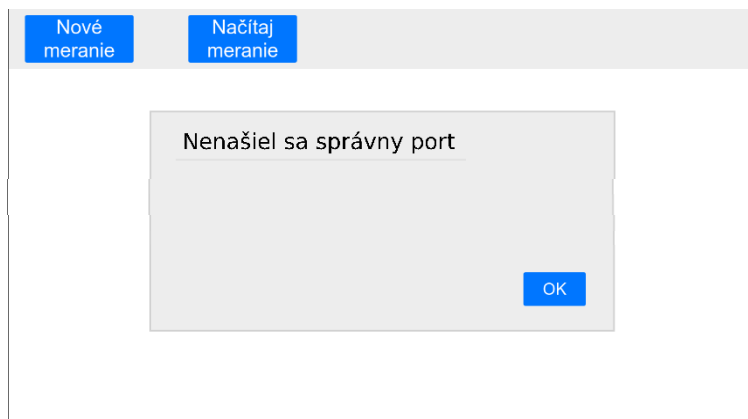 Nové
meranie
Načítaj
meranie
Nenašiel sa správny port
OK